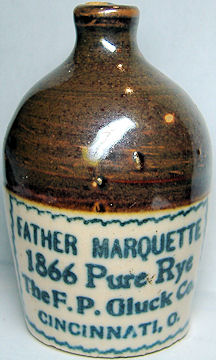 FATHER MARQUETTE
1866 Pure Rye
The F. P. Gluck Co.
CINCINNATI, O.